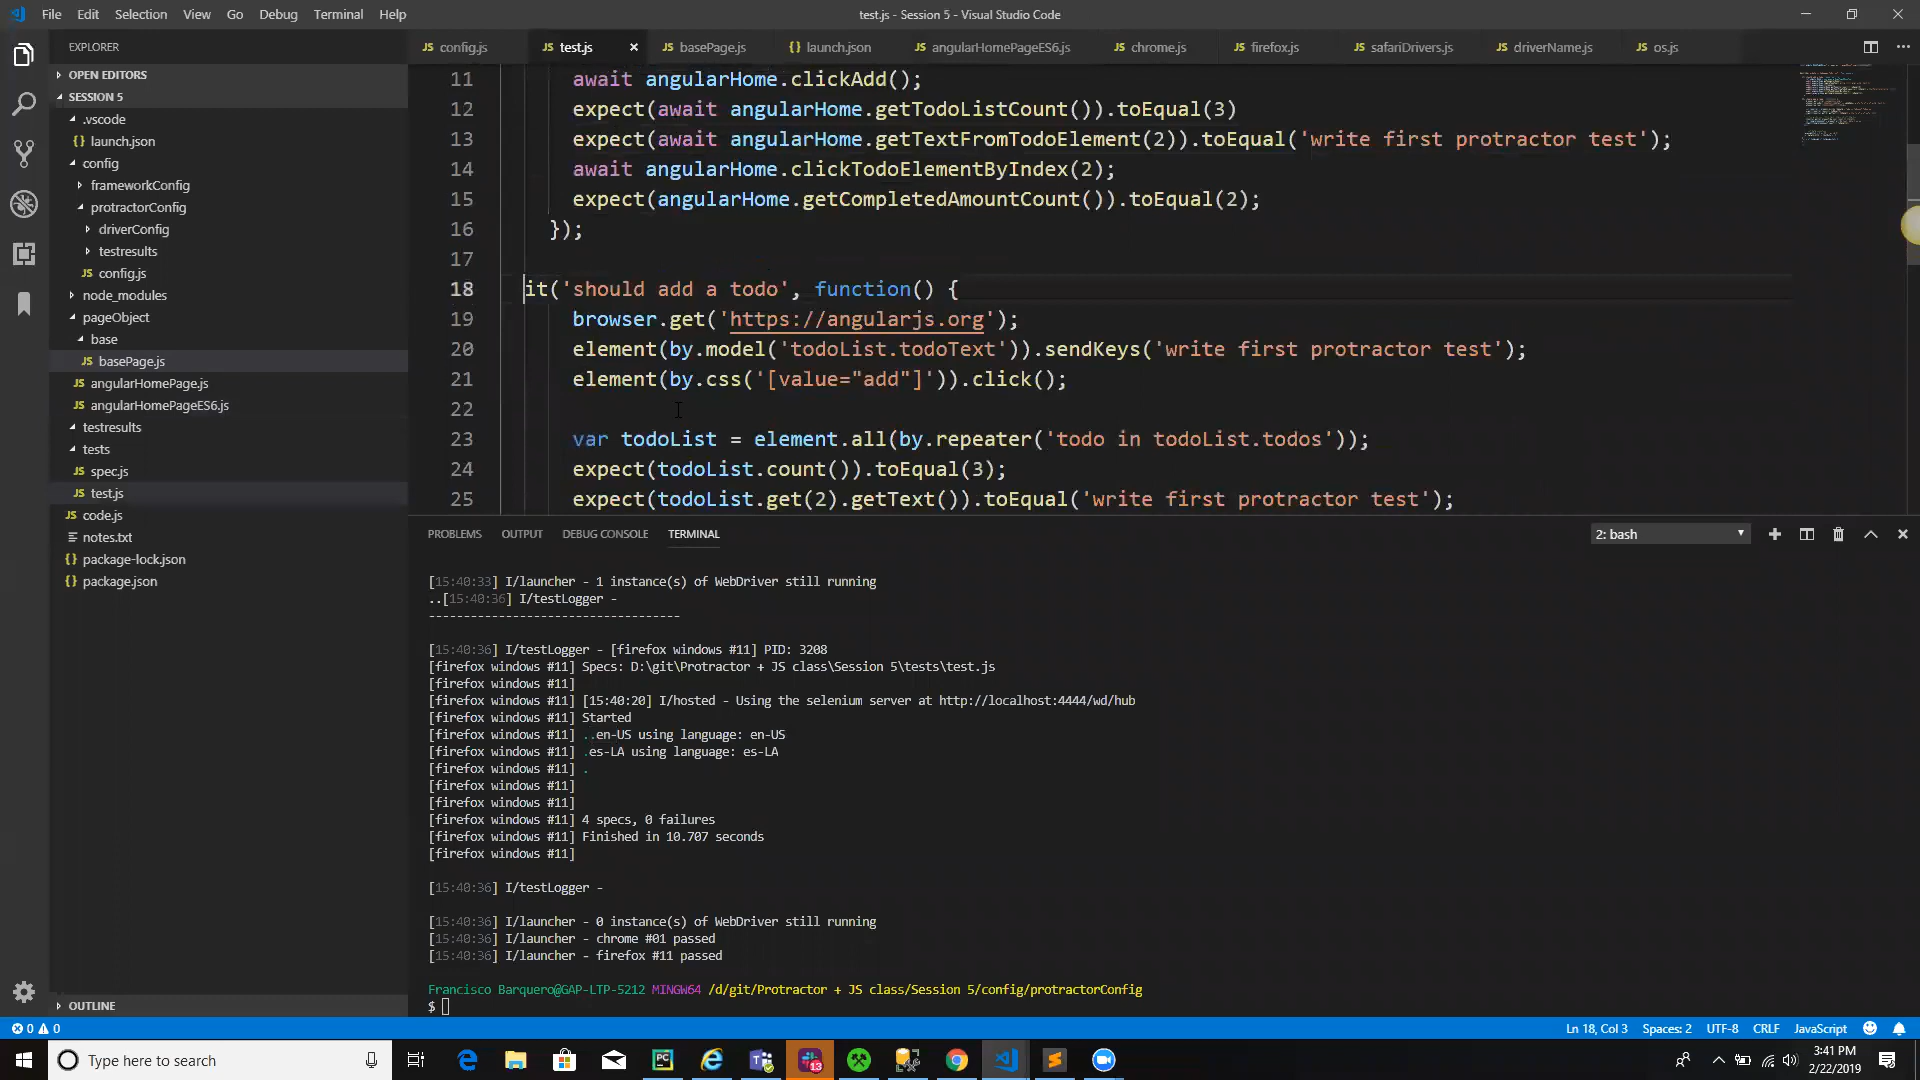 File Edit Selection View Go Debug Terminal Help
test.js - Session 5 - Visual Studio Code
EXPLORER
OPEN EDITORS
SESSION 5
.vscode
{} launch.json
config
frameworkConfig
protractorConfig
driverConfig
testresults
JS config.js
node_modules
pageObject
base
JS basePage.js
JS angularHomePage.js
JS angularHomePageES6.js
testresults
tests
JS spec.js
JS test.js
JS code.js
notes.txt
{} package-lock.json
{} package.json
OUTLINE
JS config.js
JS test.js
JS basePage.js
{} launch.json
JS angularHomePageES6.js
JS chrome.js
JS firefox.js
JS safariDrivers.js
JS driverName.js
JS os.js
11 await angularHome.clickAdd();
12 expect(await angularHome.getTodoListCount()).toEqual(3)
13 expect(await angularHome.getTextFromTodoElement(2)).toEqual('write first protractor test');
14 await angularHome.clickTodoElementByIndex(2);
15 expect(angularHome.getCompletedAmountCount()).toEqual(2);
16 });
17
18 it('should add a todo', function() {
19 browser.get('https://angularjs.org');
20 element(by.model('todoList.todoText')).sendKeys('write first protractor test');
21 element(by.css('[value="add"]')).click();
22
23 var todoList = element.all(by.repeater('todo in todoList.todos'));
24 expect(todoList.count()).toEqual(3);
25 expect(todoList.get(2).getText()).toEqual('write first protractor test');
PROBLEMS OUTPUT DEBUG CONSOLE TERMINAL
2: bash
[15:40:33] I/launcher - 1 instance(s) of WebDriver still running
..[15:40:36] I/testLogger -
------------------------------------
[15:40:36] I/testLogger - [firefox windows #11] PID: 3208
[firefox windows #11] Specs: D:\git\Protractor + JS class\Session 5\tests\test.js
[firefox windows #11]
[firefox windows #11] [15:40:20] I/hosted - Using the selenium server at http://localhost:4444/wd/hub
[firefox windows #11] Started
[firefox windows #11] ..en-US using language: en-US
[firefox windows #11] .es-LA using language: es-LA
[firefox windows #11] .
[firefox windows #11]
[firefox windows #11]
[firefox windows #11] 4 specs, 0 failures
[firefox windows #11] Finished in 10.707 seconds
[firefox windows #11]
[15:40:36] I/testLogger -
[15:40:36] I/launcher - 0 instance(s) of WebDriver still running
[15:40:36] I/launcher - chrome #01 passed
[15:40:36] I/launcher - firefox #11 passed
Francisco Barquero@GAP-LTP-5212 MINGW64 /d/git/Protractor + JS class/Session 5/config/protractorConfig
$
0 0
Ln 18, Col 3 Spaces: 2 UTF-8 CRLF JavaScript
Type here to search
13
3:41 PM
2/22/2019